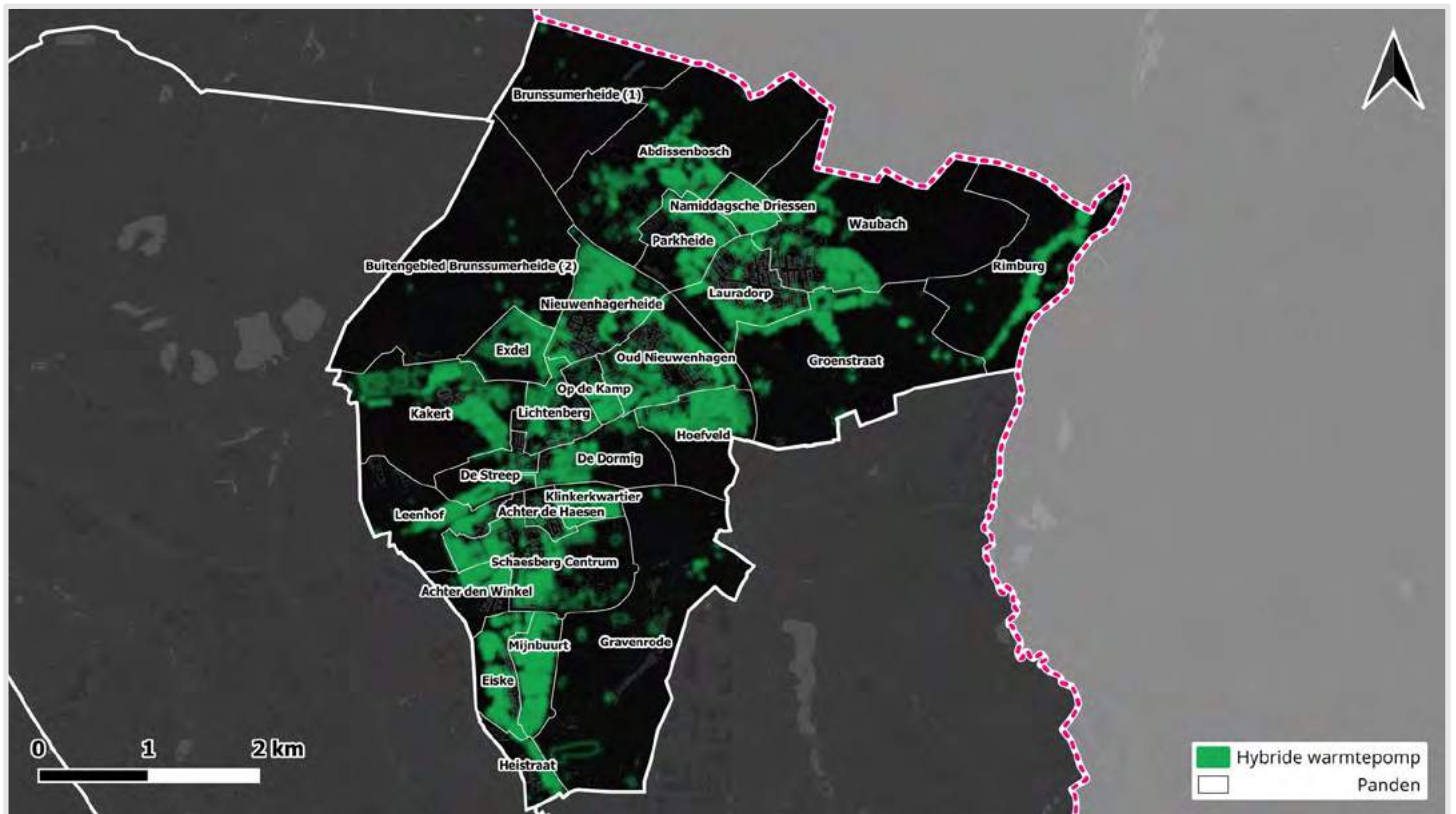 Brunssumerheide (1)
Abdissenbosch
Namiddagsche Driessen
Waubach
Parkheide
Buitengebied Brunssumerheide (2)
Rimburg
Lauradorp
Nieuwenhagerheide
Exdel
Oud Nieuwenhagen
Groenstraat
Op de Kamp
Kakert
Lichtenberg
Hoefveld
De Dormig
De Streep
Klinkerkwartier
Leenhof
Achter de Haesen
Schaesberg Centrum
Achter den Winkel
Mijnbuurt
Gravenrode
Eiske
0 1 2 km
Heistraat
Hybride warmtepomp
Panden